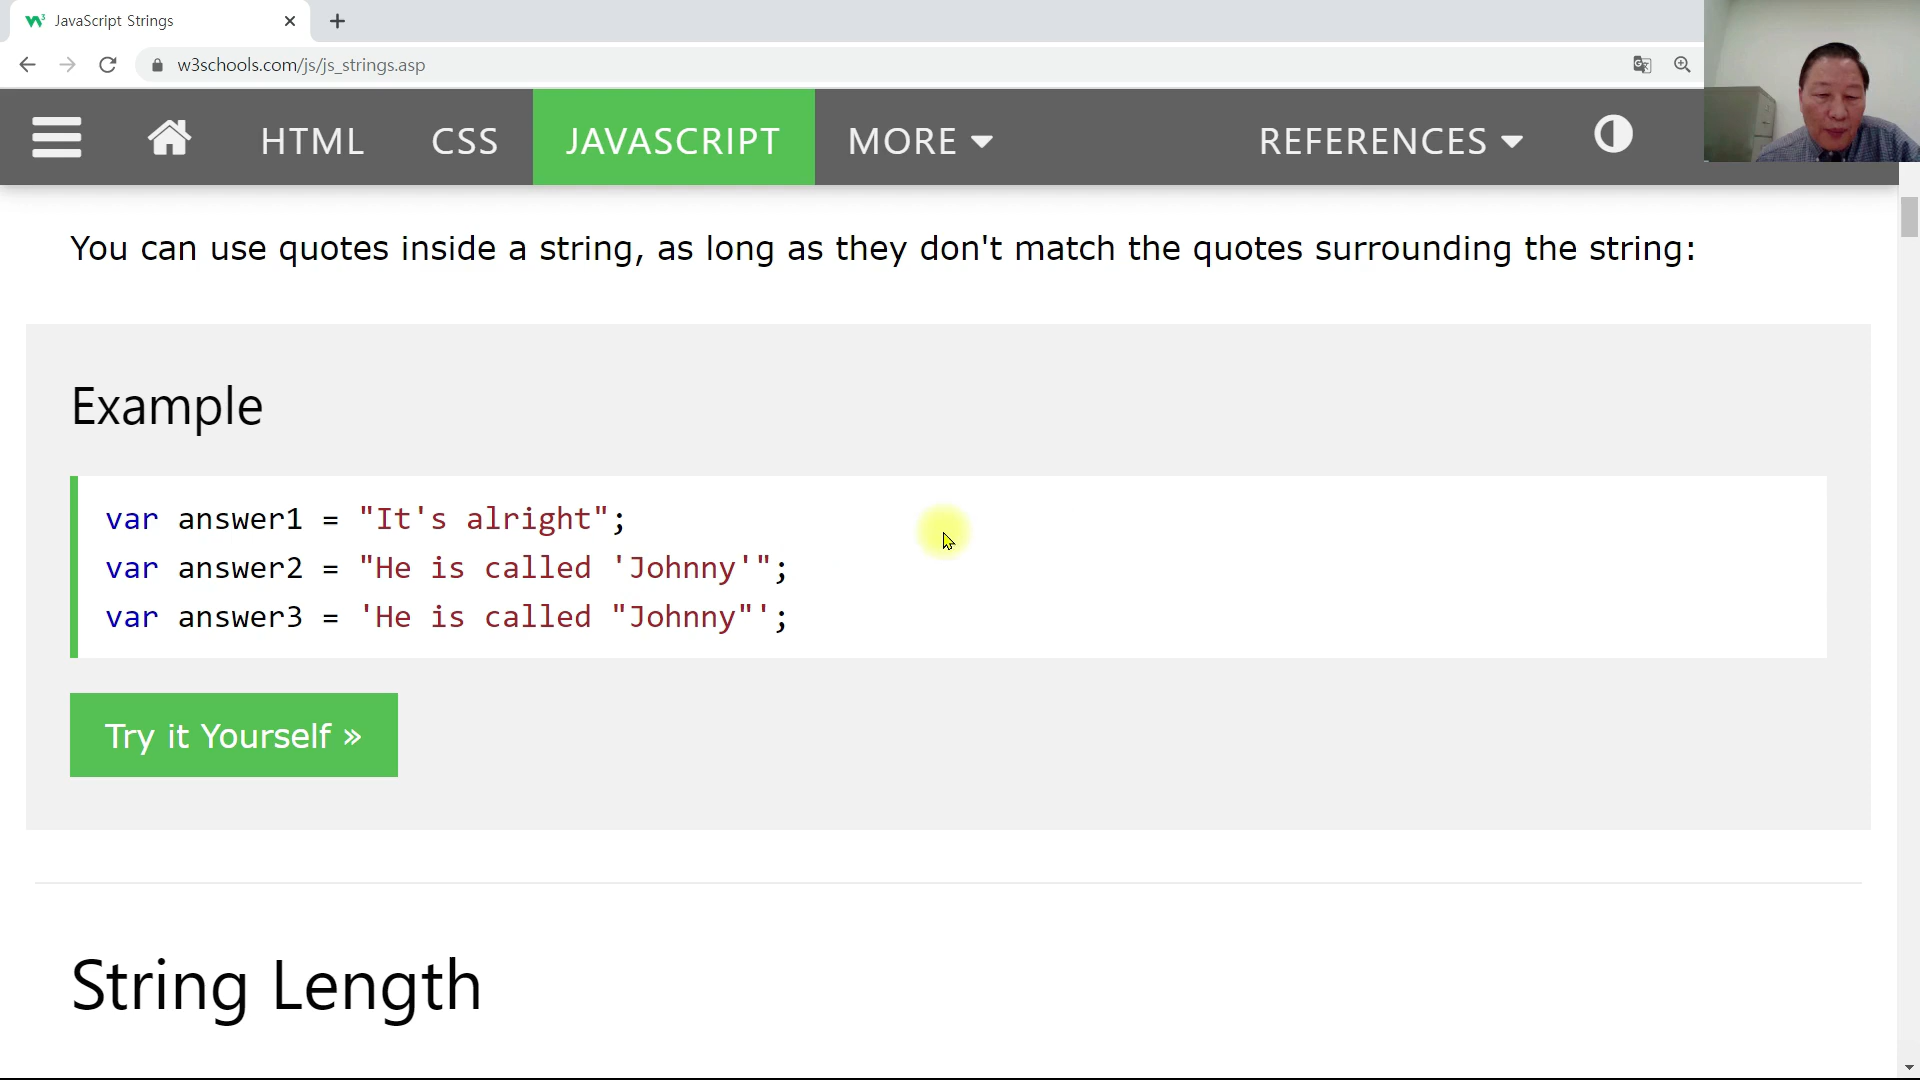 JavaScript Strings
w3schools.com/js/js_strings.asp
HTML CSS JAVASCRIPT MORE REFERENCES
You can use quotes inside a string, as long as they don't match the quotes surrounding the string:
Example
var answer1 = "It's alright";
var answer2 = "He is called 'Johnny'";
var answer3 = 'He is called "Johnny"';
Try it Yourself »
String Length